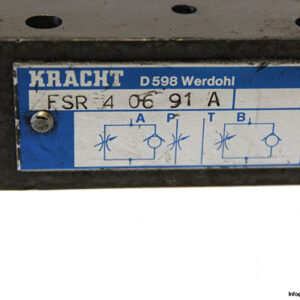 KRACHT D 598 Werdohl
FSR 4 06 91 A
A P T B